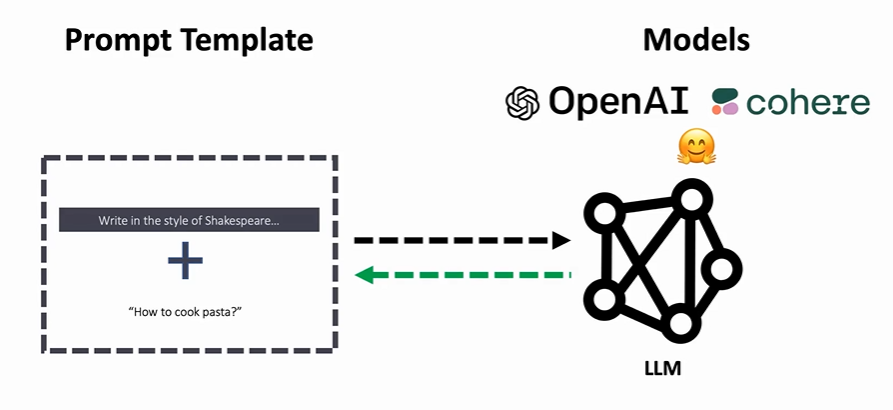 Prompt Template
Models
OpenAI
cohere
Write in the style of Shakespeare...
+
“How to cook pasta?”
LLM